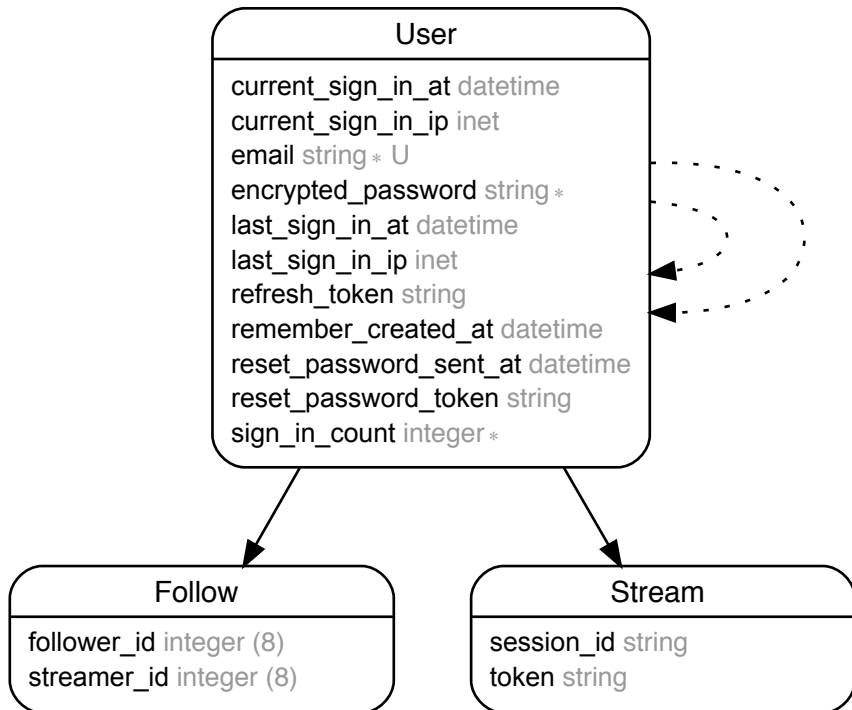 User
current_sign_in_at datetime
current_sign_in_ip inet
email string * U
encrypted_password string *
last_sign_in_at datetime
last_sign_in_ip inet
refresh_token string
remember_created_at datetime
reset_password_sent_at datetime
reset_password_token string
sign_in_count integer *
Follow
follower_id integer (8)
streamer_id integer (8)
Stream
session_id string
token string